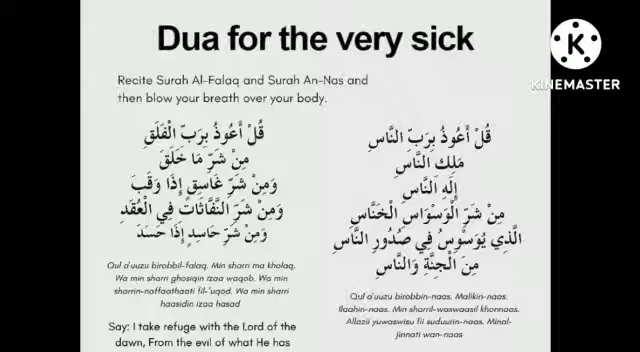 Dua for the very sick
KINEMASTER
Recite Surah Al-Falaq and Surah An-Nas and
then blow your breath over your body.
قُلْ أَعُوذُ بِرَبِّ الْفَلَقِ
مِنْ شَرِّ مَا خَلَقَ
وَمِنْ شَرِّ غَاسِقٍ إِذَا وَقَبَ
وَمِنْ شَرِّ النَّفَّاثَاتِ فِي الْعُقَدِ
وَمِنْ شَرِّ حَاسِدٍ إِذَا حَسَدَ
Qul a'uuzu birobbil-falaq. Min sharri ma kholaq.
Wa min sharri ghosiqin izaa waqob. Wa min
sharrin-naffaathaati fil-'uqod. Wa min sharri
haasidin izaa hasad
Say: I take refuge with the Lord of the
dawn, From the evil of what He has
قُلْ أَعُوذُ بِرَبِّ النَّاسِ
مَلِكِ النَّاسِ
إِلَهِ النَّاسِ
مِنْ شَرِّ الْوَسْوَاسِ الْخَنَّاسِ
الَّذِي يُوَسْوِسُ فِي صُدُورِ النَّاسِ
مِنَ الْجِنَّةِ وَالنَّاسِ
Qul a'uuzu birobbin-naas. Malikin-naas.
Ilaahin-naas. Min sharril-waswaasil khonnaas.
Allazii yuwaswisu fii suduurin-naas. Minal-
jinnati wan-naas